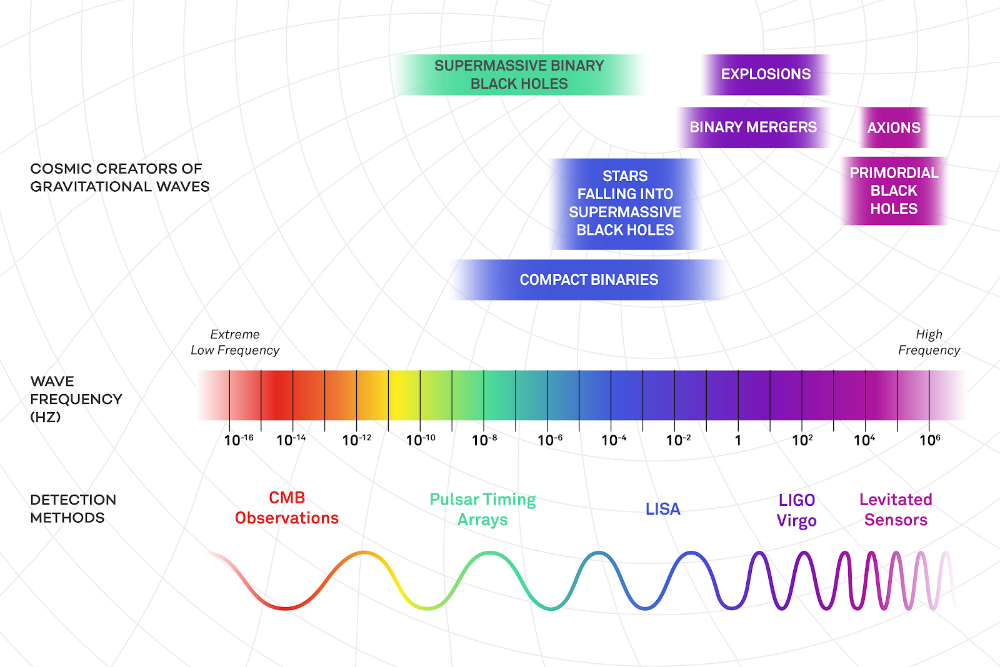 SUPERMASSIVE BINARY
BLACK HOLES
EXPLOSIONS
BINARY MERGERS
AXIONS
COSMIC CREATORS OF
GRAVITATIONAL WAVES
STARS
FALLING INTO
SUPERMASSIVE
BLACK HOLES
PRIMORDIAL
BLACK
HOLES
COMPACT BINARIES
Extreme
Low Frequency
High
Frequency
WAVE
FREQUENCY
(HZ)
10⁻¹⁶ 10⁻¹⁴ 10⁻¹² 10⁻¹⁰ 10⁻⁸ 10⁻⁶ 10⁻⁴ 10⁻² 1 10² 10⁴ 10⁶
DETECTION
METHODS
CMB
Observations
Pulsar Timing
Arrays
LISA
LIGO
Virgo
Levitated
Sensors